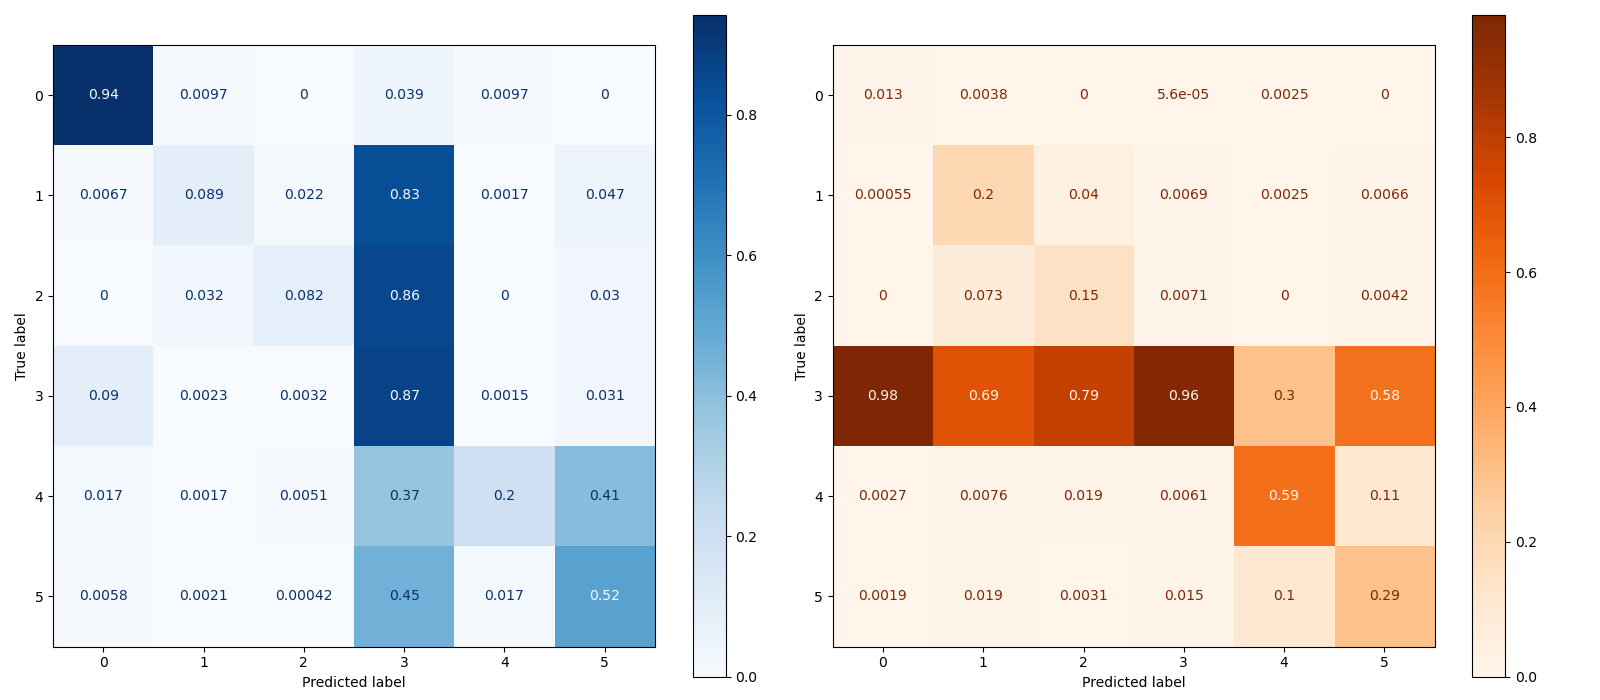 0 0.94 0.0097 0 0.039 0.0097 0
1 0.0067 0.089 0.022 0.83 0.0017 0.047
2 0 0.032 0.082 0.86 0 0.03
3 0.09 0.0023 0.0032 0.87 0.0015 0.031
4 0.017 0.0017 0.0051 0.37 0.2 0.41
5 0.0058 0.0021 0.00042 0.45 0.017 0.52
0 1 2 3 4 5
Predicted label
True label
0.8
0.6
0.4
0.2
0.0
0 0.013 0.0038 0 5.6e-05 0.0025 0
1 0.00055 0.2 0.04 0.0069 0.0025 0.0066
2 0 0.073 0.15 0.0071 0 0.0042
3 0.98 0.69 0.79 0.96 0.3 0.58
4 0.0027 0.0076 0.019 0.0061 0.59 0.11
5 0.0019 0.019 0.0031 0.015 0.1 0.29
0 1 2 3 4 5
Predicted label
True label
0.8
0.6
0.4
0.2
0.0